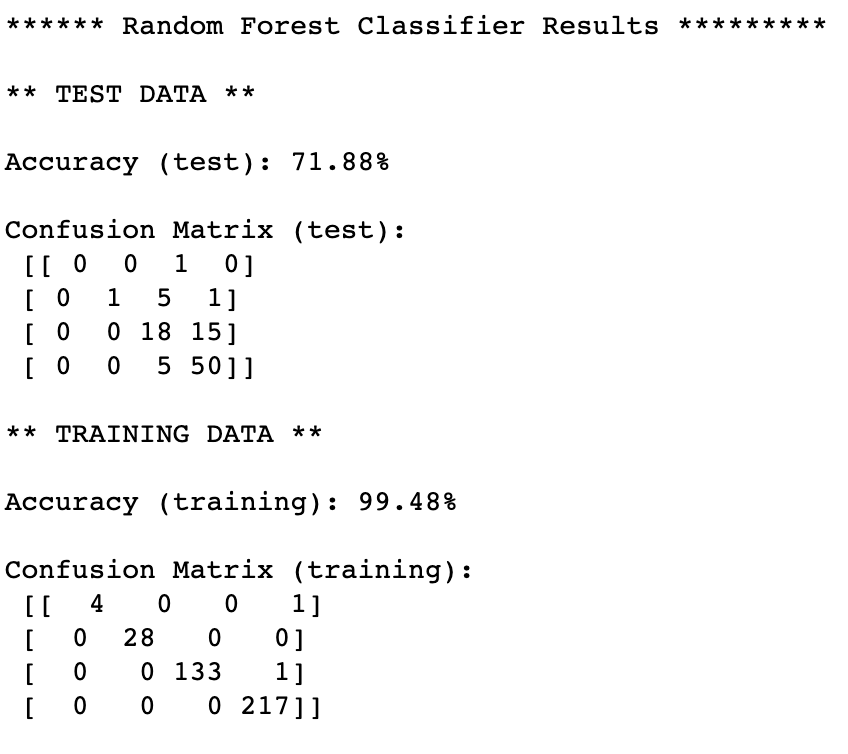 ****** Random Forest Classifier Results *********
** TEST DATA **
Accuracy (test): 71.88%
Confusion Matrix (test):
[[ 0  0  1  0]
[ 0  1  5  1]
[ 0  0 18 15]
[ 0  0  5 50]]
** TRAINING DATA **
Accuracy (training): 99.48%
Confusion Matrix (training):
[[  4   0   0   1]
[  0  28   0   0]
[  0   0 133   1]
[  0   0   0 217]]